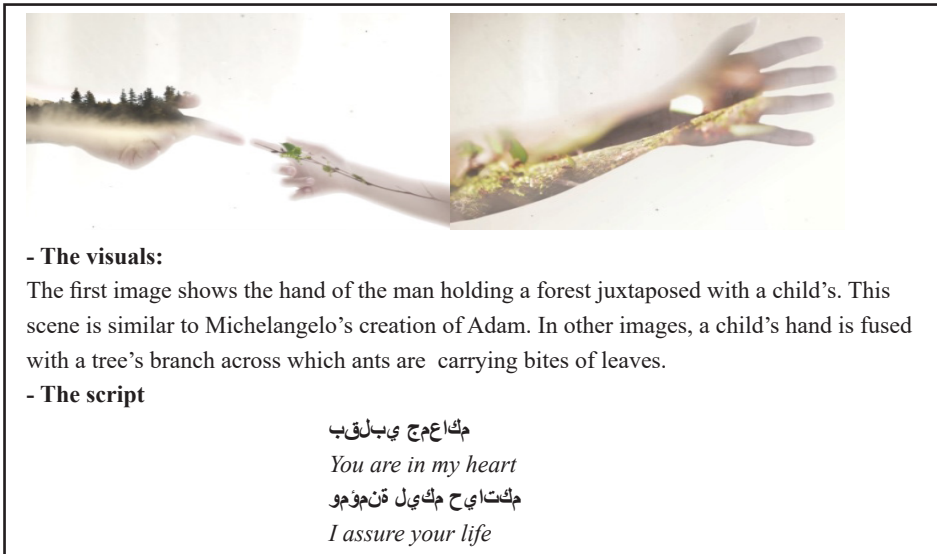 - The visuals:
The first image shows the hand of the man holding a forest juxtaposed with a child's. This
scene is similar to Michelangelo's creation of Adam. In other images, a child's hand is fused
with a tree's branch across which ants are carrying bites of leaves.
- The script
مكاعمج يبلقب
You are in my heart
مكتايح مكيل ةنمؤمو
I assure your life